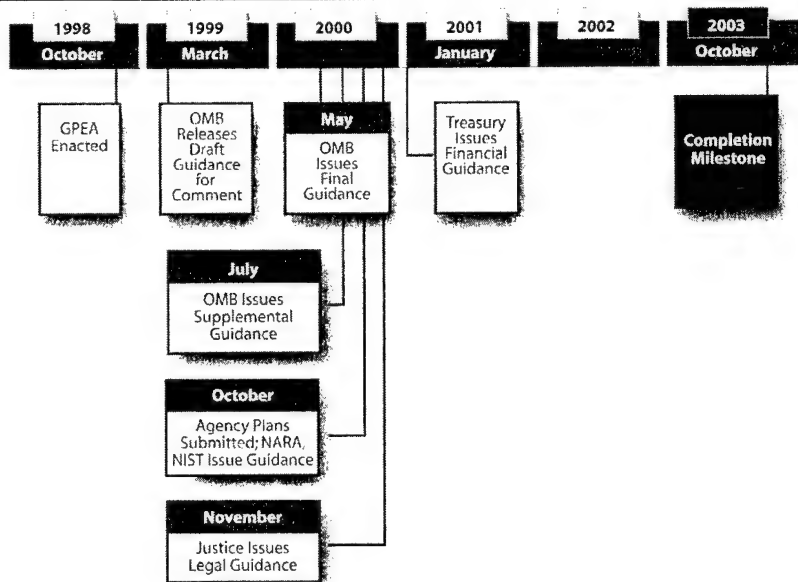 1998
October
GPEA
Enacted
1999
March
OMB
Releases
Draft
Guidance
for
Comment
2000
May
OMB
Issues
Final
Guidance
July
OMB Issues
Supplemental
Guidance
October
Agency Plans
Submitted; NARA,
NIST Issue Guidance
November
Justice Issues
Legal Guidance
2001
January
Treasury
Issues
Financial
Guidance
2002
2003
October
Completion
Milestone